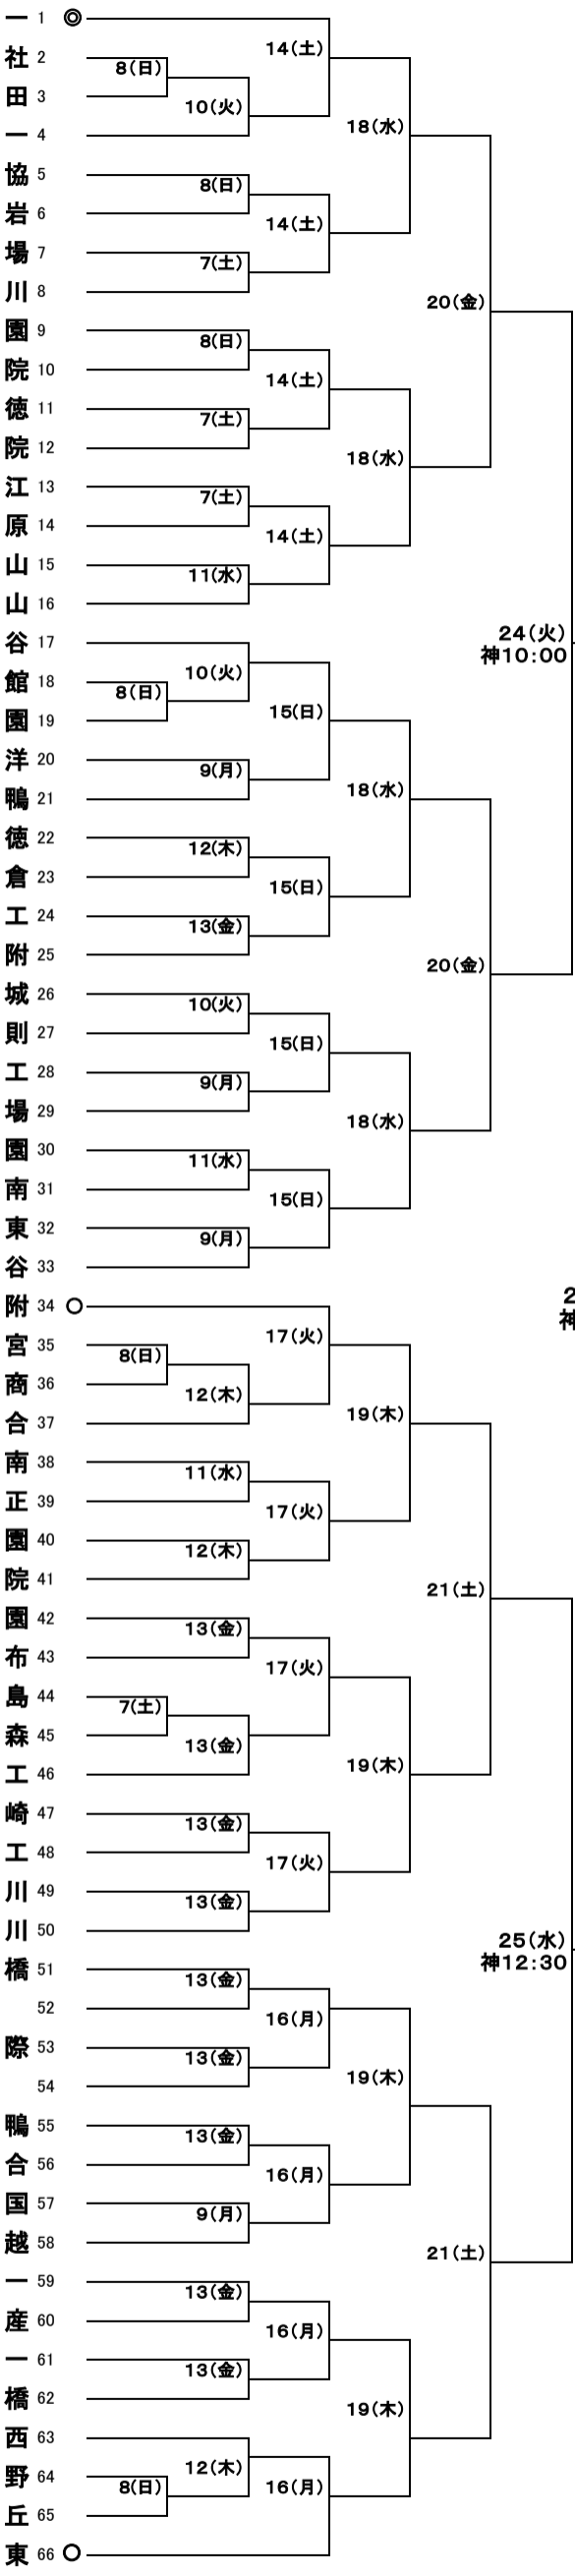 一 1 ◎
14(土)
社 2
8(日)
田 3
10(火)
一 4
18(水)
協 5
8(日)
岩 6
14(土)
場 7
7(土)
川 8
20(金)
園 9
8(日)
院 10
14(土)
徳 11
7(土)
院 12
18(水)
江 13
7(土)
原 14
14(土)
山 15
11(水)
山 16
24(火)
神10:00
谷 17
10(火)
館 18
8(日)
園 19
15(日)
洋 20
9(月)
鴨 21
18(水)
徳 22
12(木)
倉 23
15(日)
工 24
13(金)
附 25
20(金)
城 26
10(火)
則 27
15(日)
工 28
9(月)
場 29
18(水)
園 30
11(水)
南 31
15(日)
東 32
9(月)
谷 33
2
神
附 34 ○
17(火)
宮 35
8(日)
商 36
12(木)
合 37
19(木)
南 38
11(水)
正 39
17(火)
園 40
12(木)
院 41
21(土)
園 42
13(金)
布 43
17(火)
島 44
7(土)
森 45
13(金)
工 46
19(木)
崎 47
13(金)
工 48
17(火)
川 49
13(金)
川 50
25(水)
神12:30
橋 51
13(金)
52
16(月)
際 53
13(金)
54
19(木)
鴨 55
13(金)
合 56
16(月)
国 57
9(月)
越 58
21(土)
一 59
13(金)
産 60
16(月)
一 61
13(金)
橋 62
19(木)
西 63
12(木)
野 64
8(日)
丘 65
16(月)
東 66 ○